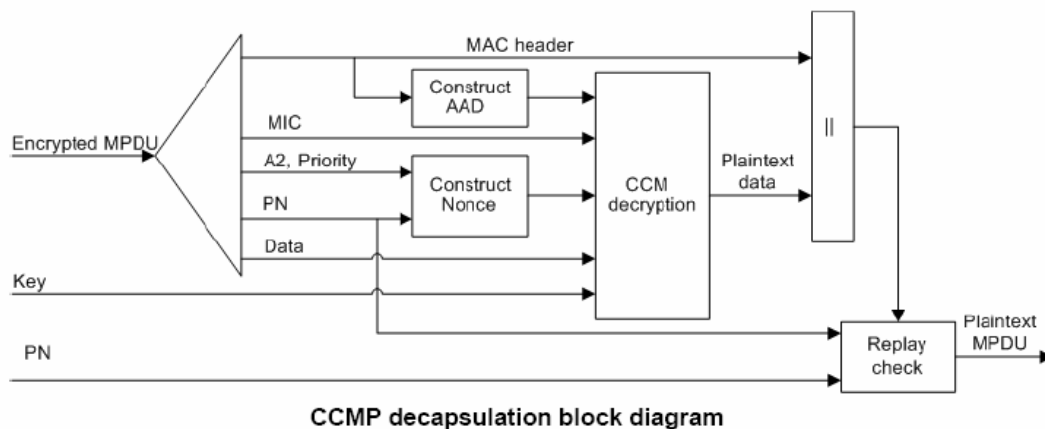 MAC header
Construct
AAD
MIC
Encrypted MPDU
A2, Priority
Construct
Nonce
PN
Data
CCM
decryption
Plaintext
data
||
Key
PN
Replay
check
Plaintext
MPDU
CCMP decapsulation block diagram